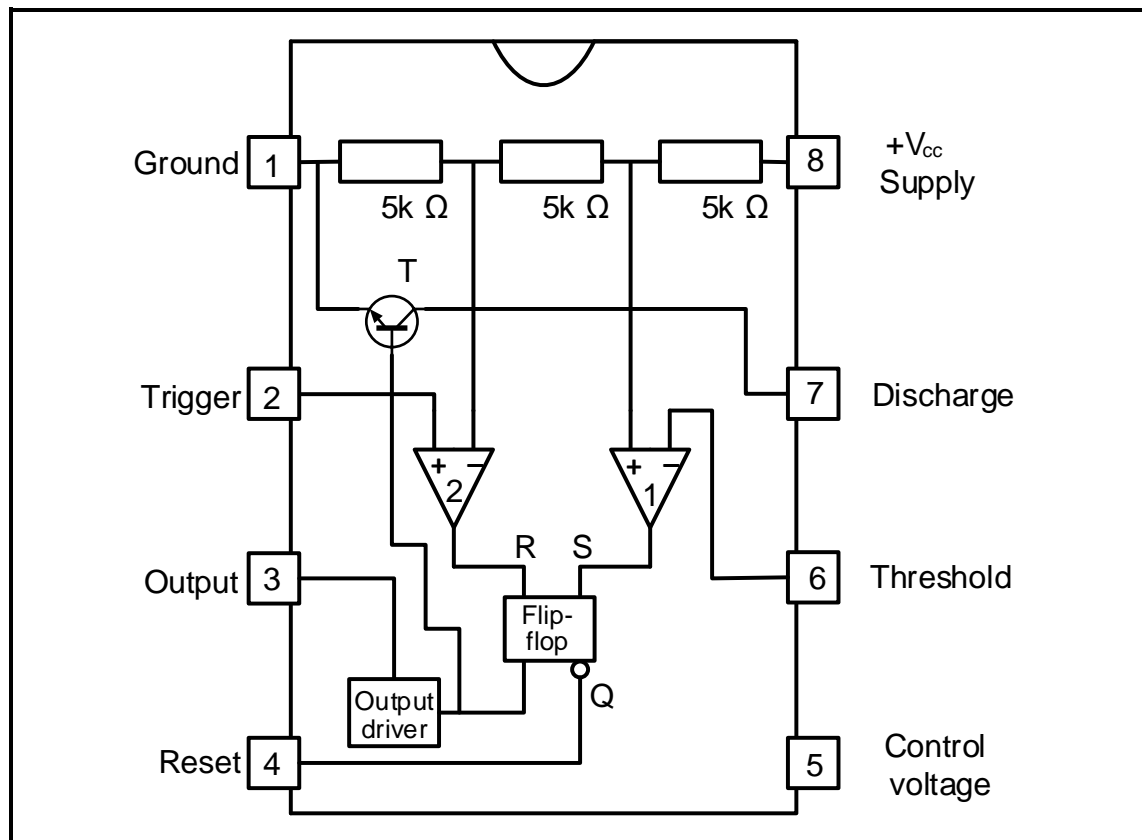 Ground
1
5k Ω
5k Ω
5k Ω
8
+Vcc
Supply
T
Trigger
2
7
Discharge
+
−
2
+
−
1
R
S
Output
3
6
Threshold
Flip-
flop
Output
driver
Q
Reset
4
5
Control
voltage